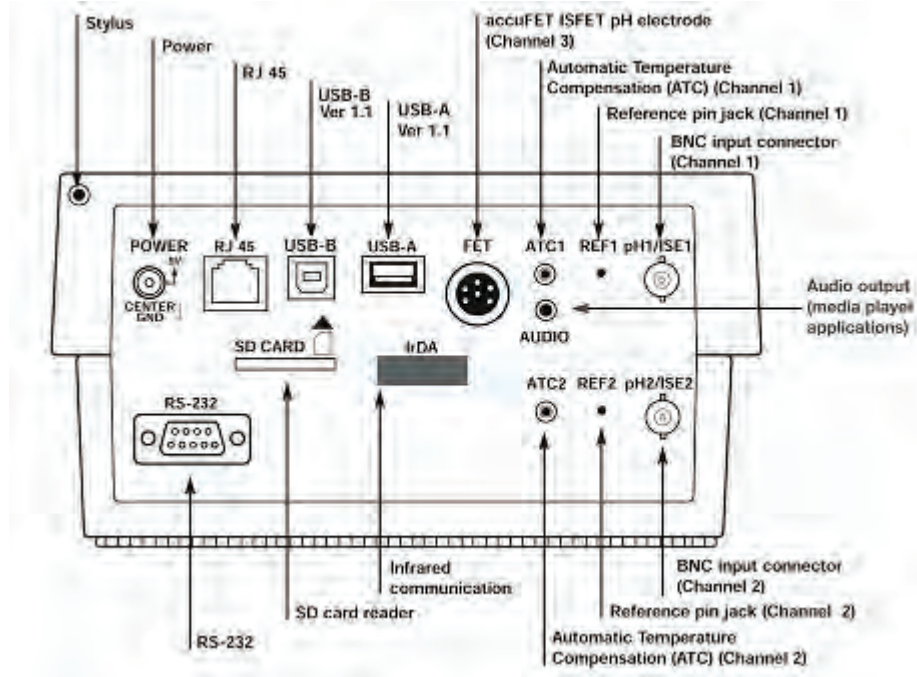 Stylus
Power
RJ 45
USB-B
Ver 1.1
USB-A
Ver 1.1
accuFET ISFET pH electrode
(Channel 3)
Automatic Temperature
Compensation (ATC) (Channel 1)
Reference pin jack (Channel 1)
BNC input connector
(Channel 1)
POWER
5V
CENTER
GND
RJ 45
USB-B
USB-A
FET
ATC1
REF1
pH1/ISE1
AUDIO
Audio output
(media player
applications)
SD CARD
IrDA
ATC2
REF2
pH2/ISE2
RS-232
Infrared
communication
SD card reader
RS-232
BNC input connector
(Channel 2)
Reference pin jack (Channel 2)
Automatic Temperature
Compensation (ATC) (Channel 2)